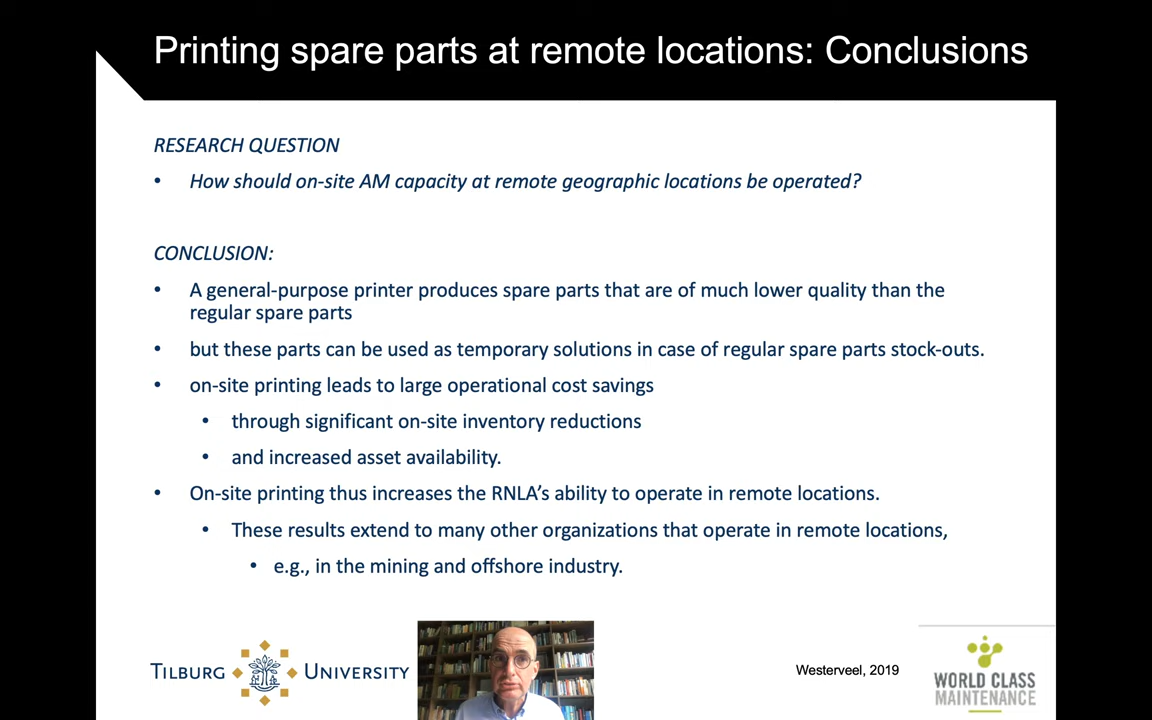 Printing spare parts at remote locations: Conclusions
RESEARCH QUESTION
• How should on-site AM capacity at remote geographic locations be operated?
CONCLUSION:
• A general-purpose printer produces spare parts that are of much lower quality than the
regular spare parts
• but these parts can be used as temporary solutions in case of regular spare parts stock-outs.
• on-site printing leads to large operational cost savings
• through significant on-site inventory reductions
• and increased asset availability.
• On-site printing thus increases the RNLA's ability to operate in remote locations.
• These results extend to many other organizations that operate in remote locations,
• e.g., in the mining and offshore industry.
TILBURG UNIVERSITY
Westerveel, 2019
WORLD CLASS
MAINTENANCE